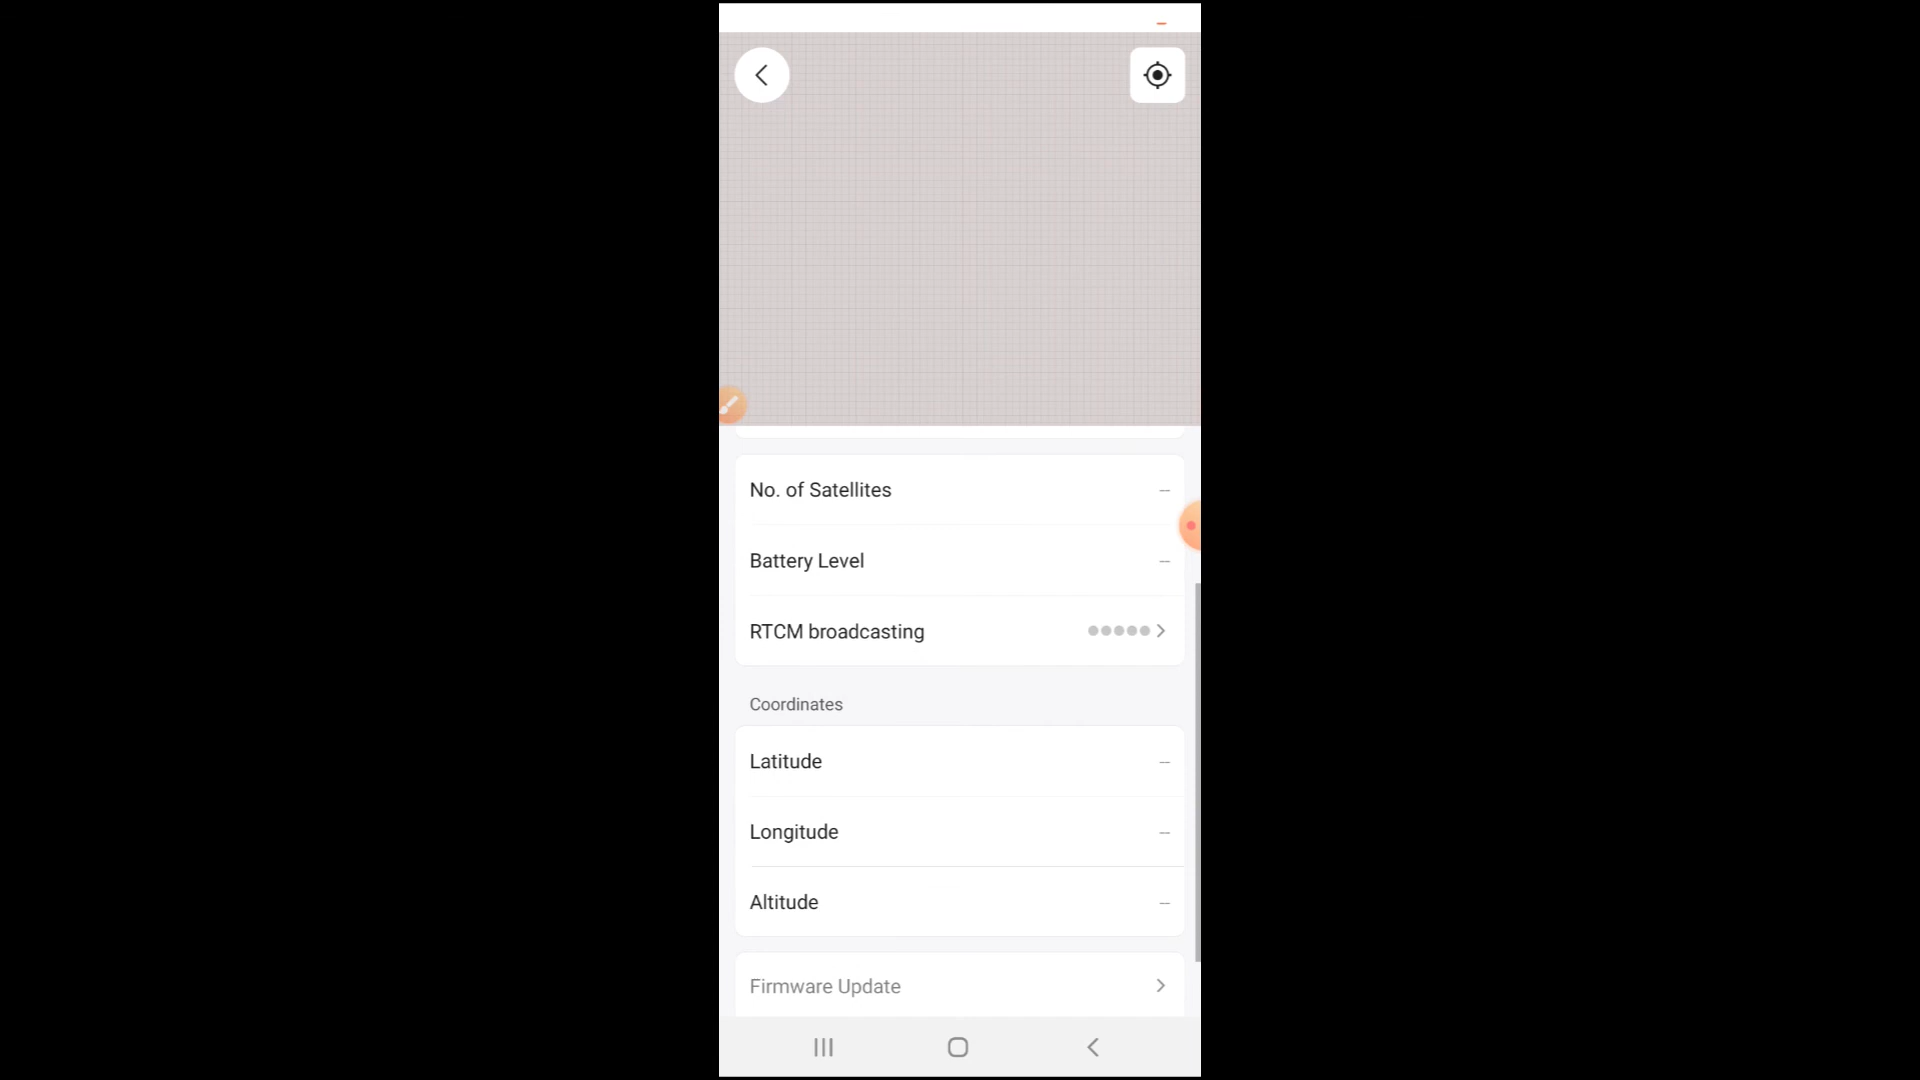 No. of Satellites --
Battery Level --
RTCM broadcasting
Coordinates
Latitude --
Longitude --
Altitude --
Firmware Update